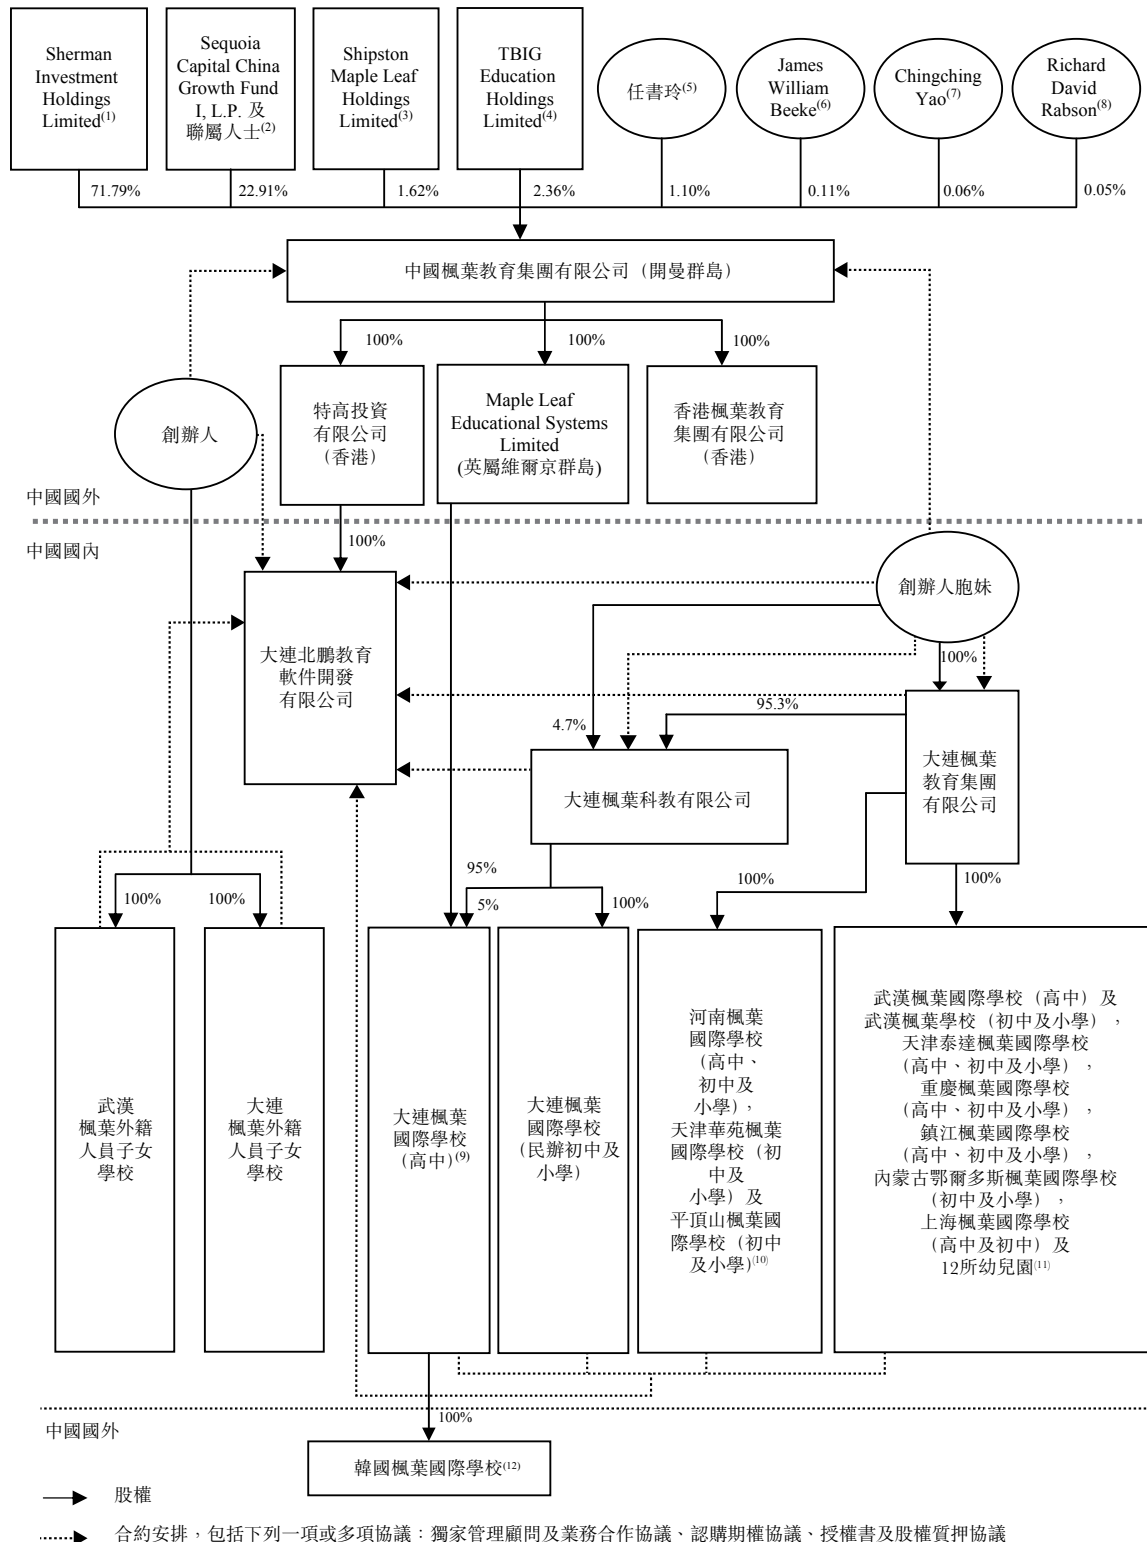 Sherman
Investment
Holdings
Limited(1)
Sequoia
Capital China
Growth Fund
I, L.P. 及
聯屬人士(2)
Shipston
Maple Leaf
Holdings
Limited(3)
TBIG
Education
Holdings
Limited(4)
任書玲(5)
James
William
Beeke(6)
Chingching
Yao(7)
Richard
David
Rabson(8)
71.79%
22.91%
1.62%
2.36%
1.10%
0.11%
0.06%
0.05%
中國楓葉教育集團有限公司（開曼群島）
100%
100%
100%
創辦人
特高投資
有限公司
（香港）
Maple Leaf
Educational Systems
Limited
(英屬維爾京群島)
香港楓葉教育
集團有限公司
（香港）
中國國外
中國國內
100%
創辦人胞妹
大連北鵬教育
軟件開發
有限公司
100%
95.3%
4.7%
大連楓葉科教有限公司
大連楓葉
教育集團
有限公司
95%
5%
100%
100%
100%
100%
100%
武漢
楓葉外籍
人員子女
學校
大連
楓葉外籍
人員子女
學校
大連楓葉
國際學校
(高中)(9)
大連楓葉
國際學校
(民辦初中及
小學)
河南楓葉
國際學校
（高中、
初中及
小學），
天津華苑楓葉
國際學校（初
中及
小學）及
平頂山楓葉國
際學校（初中
及小學）(10)
武漢楓葉國際學校（高中）及
武漢楓葉學校（初中及小學），
天津泰達楓葉國際學校
（高中、初中及小學），
重慶楓葉國際學校
（高中、初中及小學），
鎮江楓葉國際學校
（高中、初中及小學），
內蒙古鄂爾多斯楓葉國際學校
（初中及小學），
上海楓葉國際學校
（高中及初中）及
12所幼兒園(11)
100%
中國國外
韓國楓葉國際學校(12)
股權
合約安排，包括下列一項或多項協議：獨家管理顧問及業務合作協議、認購期權協議、授權書及股權質押協議